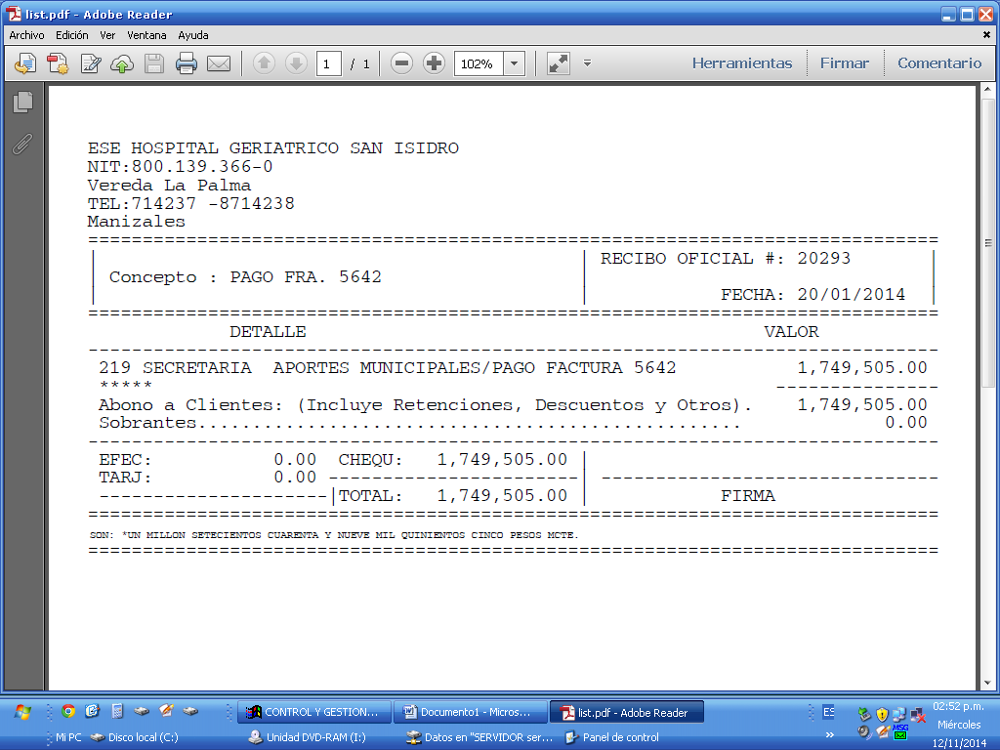 list.pdf - Adobe Reader
Archivo Edición Ver Ventana Ayuda
1 / 1 102% Herramientas Firmar Comentario
ESE HOSPITAL GERIATRICO SAN ISIDRO
NIT:800.139.366-0
Vereda La Palma
TEL:714237 -8714238
Manizales
RECIBO OFICIAL #: 20293
Concepto : PAGO FRA. 5642
FECHA: 20/01/2014
DETALLE VALOR
219 SECRETARIA APORTES MUNICIPALES/PAGO FACTURA 5642 1,749,505.00
*****
Abono a Clientes: (Incluye Retenciones, Descuentos y Otros). 1,749,505.00
Sobrantes.................................................. 0.00
EFEC: 0.00 CHEQU: 1,749,505.00
TARJ: 0.00
TOTAL: 1,749,505.00 FIRMA
SON: *UN MILLON SETECIENTOS CUARENTA Y NUEVE MIL QUINIENTOS CINCO PESOS MCTE.
CONTROL Y GESTION... Documento1 - Micros... list.pdf - Adobe Reader ES 02:52 p.m.
MSG Miércoles
Mi PC Disco local (C:) Unidad DVD-RAM (I:) Datos en "SERVIDOR ser... Panel de control » 12/11/2014